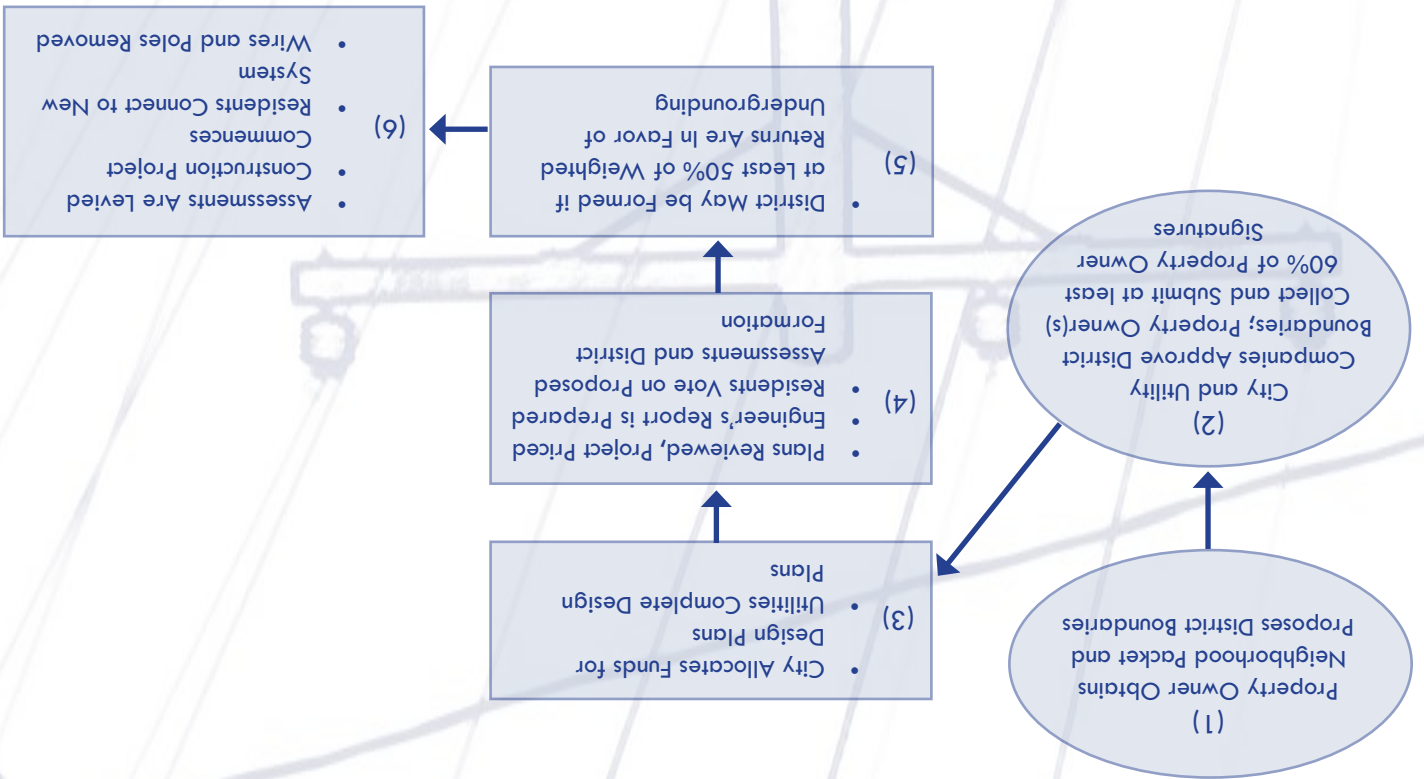 (1)
Property Owner Obtains
Neighborhood Packet and
Proposes District Boundaries
(2)
City and Utility
Companies Approve District
Boundaries; Property Owner(s)
Collect and Submit at least
60% of Property Owner
Signatures
(3)
• City Allocates Funds for
Design Plans
• Utilities Complete Design
Plans
(4)
• Plans Reviewed, Project Priced
• Engineer's Report is Prepared
• Residents Vote on Proposed
Assessments and District
Formation
(5)
• District May be Formed if
at Least 50% of Weighted
Returns Are In Favor of
Undergrounding
(6)
• Assessments Are Levied
• Construction Project
Commences
• Residents Connect to New
System
• Wires and Poles Removed